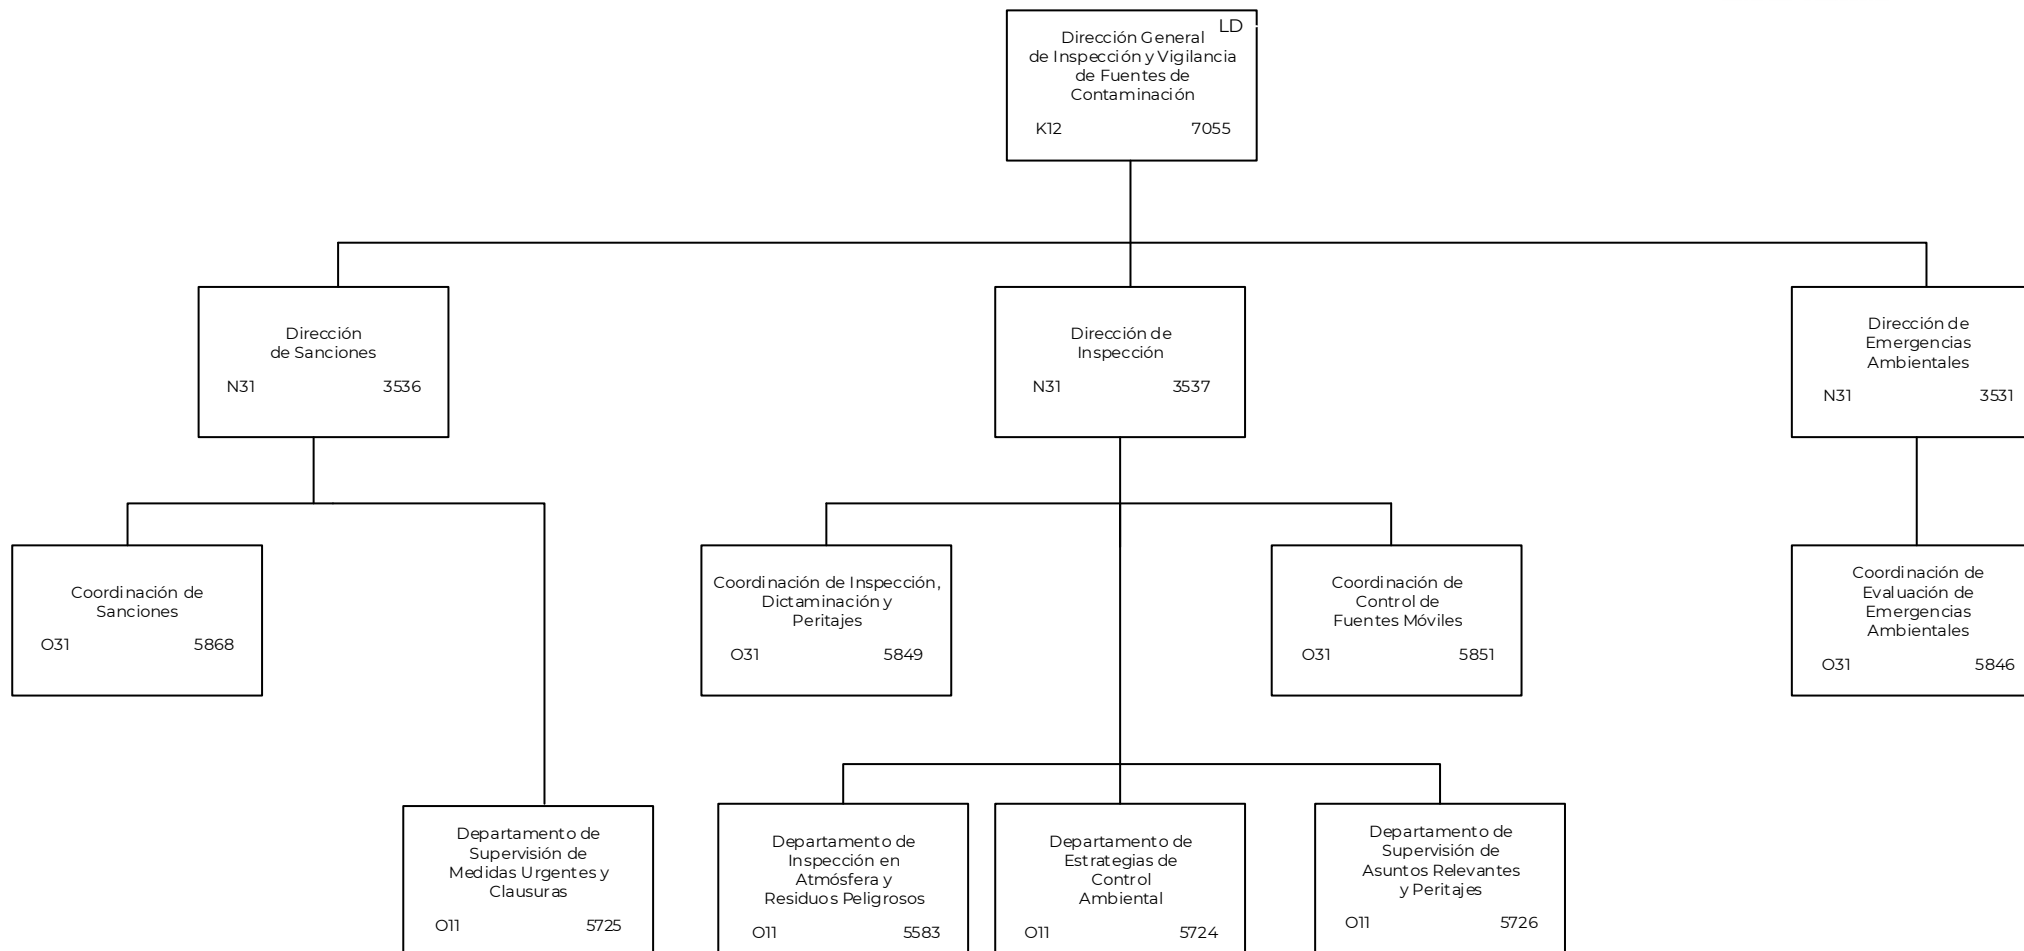 LD
Dirección General
de Inspección y Vigilancia
de Fuentes de
Contaminación
K12 7055
Dirección
de Sanciones
N31 3536
Dirección de
Inspección
N31 3537
Dirección de
Emergencias
Ambientales
N31 3531
Coordinación de
Sanciones
O31 5868
Coordinación de Inspección,
Dictaminación y
Peritajes
O31 5849
Coordinación de
Control de
Fuentes Móviles
O31 5851
Coordinación de
Evaluación de
Emergencias
Ambientales
O31 5846
Departamento de
Supervisión de
Medidas Urgentes y
Clausuras
O11 5725
Departamento de
Inspección en
Atmósfera y
Residuos Peligrosos
O11 5583
Departamento de
Estrategias de
Control
Ambiental
O11 5724
Departamento de
Supervisión de
Asuntos Relevantes
y Peritajes
O11 5726